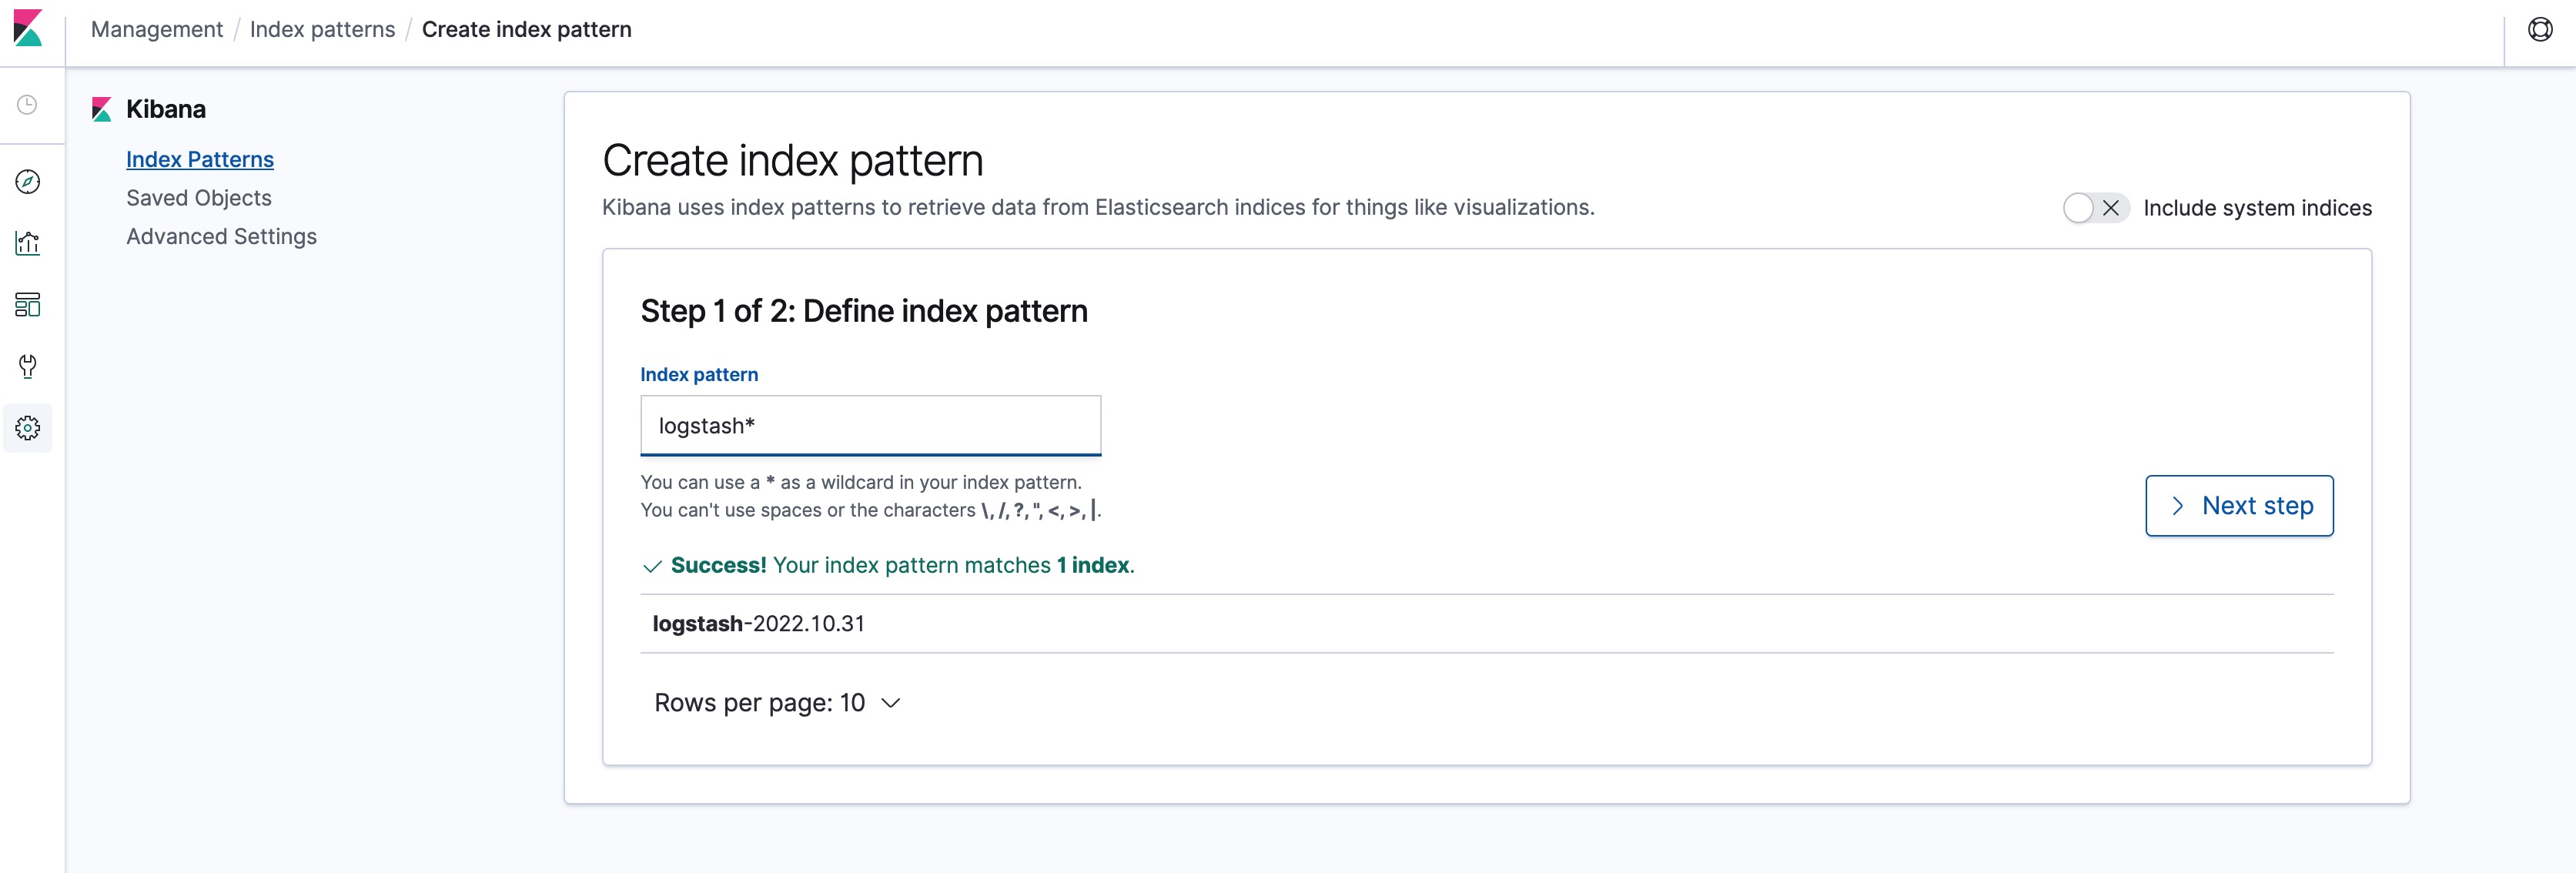 Management / Index patterns / Create index pattern
Kibana
Index Patterns
Saved Objects
Advanced Settings
Create index pattern
Kibana uses index patterns to retrieve data from Elasticsearch indices for things like visualizations.
Include system indices
Step 1 of 2: Define index pattern
Index pattern
logstash*
You can use a * as a wildcard in your index pattern.
You can't use spaces or the characters \, /, ?, ", <, >, |.
Next step
Success! Your index pattern matches 1 index.
logstash-2022.10.31
Rows per page: 10